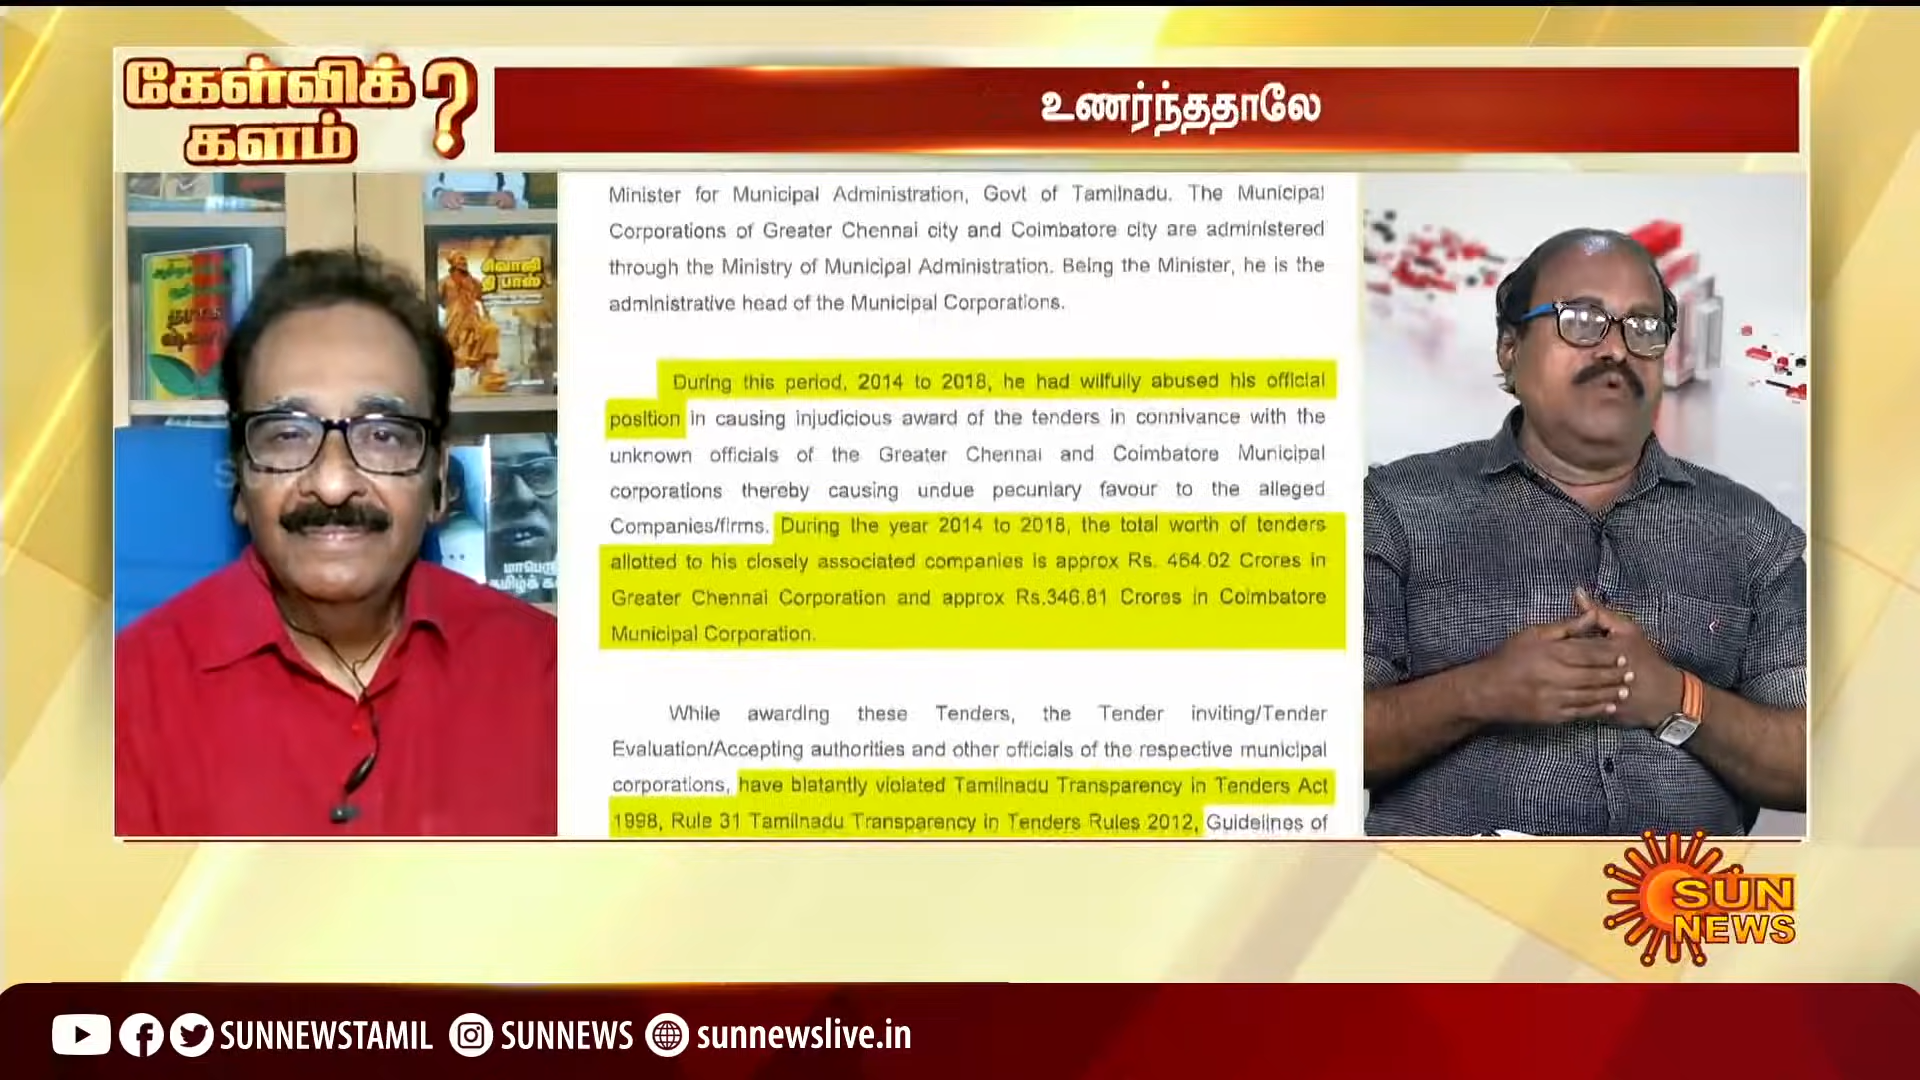 கேள்விக்
களம் ?
உணர்ந்ததாலே
Minister for Municipal Administration, Govt of Tamilnadu. The Municipal
Corporations of Greater Chennai city and Coimbatore city are administered
through the Ministry of Municipal Administration. Being the Minister, he is the
administrative head of the Municipal Corporations.
During this period, 2014 to 2018, he had wilfully abused his official
position in causing injudicious award of the tenders in connivance with the
unknown officials of the Greater Chennai and Coimbatore Municipal
corporations thereby causing undue pecuniary favour to the alleged
Companies/firms. During the year 2014 to 2018, the total worth of tenders
allotted to his closely associated companies is approx Rs. 464.02 Crores in
Greater Chennai Corporation and approx Rs.346.81 Crores in Coimbatore
Municipal Corporation.
While awarding these Tenders, the Tender inviting/Tender
Evaluation/Accepting authorities and other officials of the respective municipal
corporations, have blatantly violated Tamilnadu Transparency in Tenders Act
1998, Rule 31 Tamilnadu Transparency in Tenders Rules 2012, Guidelines of
SUN
NEWS
SUNNEWSTAMIL SUNNEWS sunnewslive.in